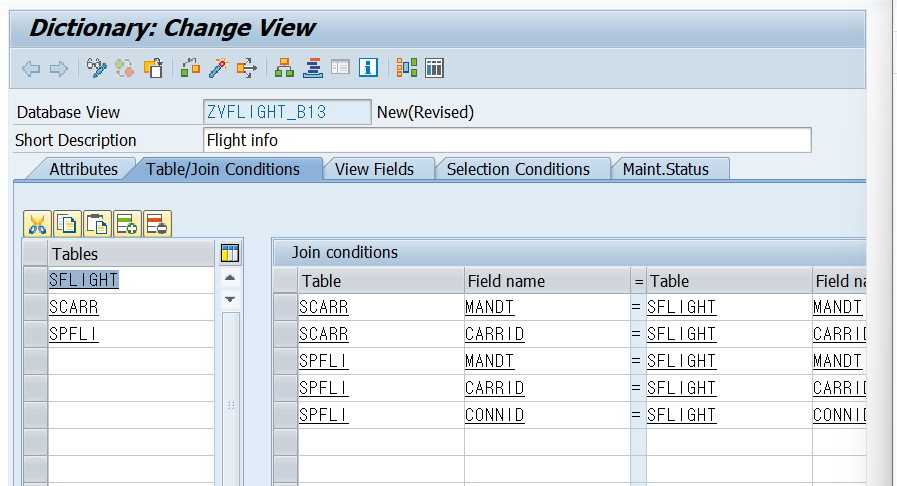 Dictionary: Change View
Database View ZVFLIGHT_B13 New(Revised)
Short Description Flight info
Attributes Table/Join Conditions View Fields Selection Conditions Maint.Status
Tables
SFLIGHT
SCARR
SPFLI
Join conditions
Table Field name = Table Field na
SCARR MANDT = SFLIGHT MANDT
SCARR CARRID = SFLIGHT CARRI
SPFLI MANDT = SFLIGHT MANDT
SPFLI CARRID = SFLIGHT CARRI
SPFLI CONNID = SFLIGHT CONNI